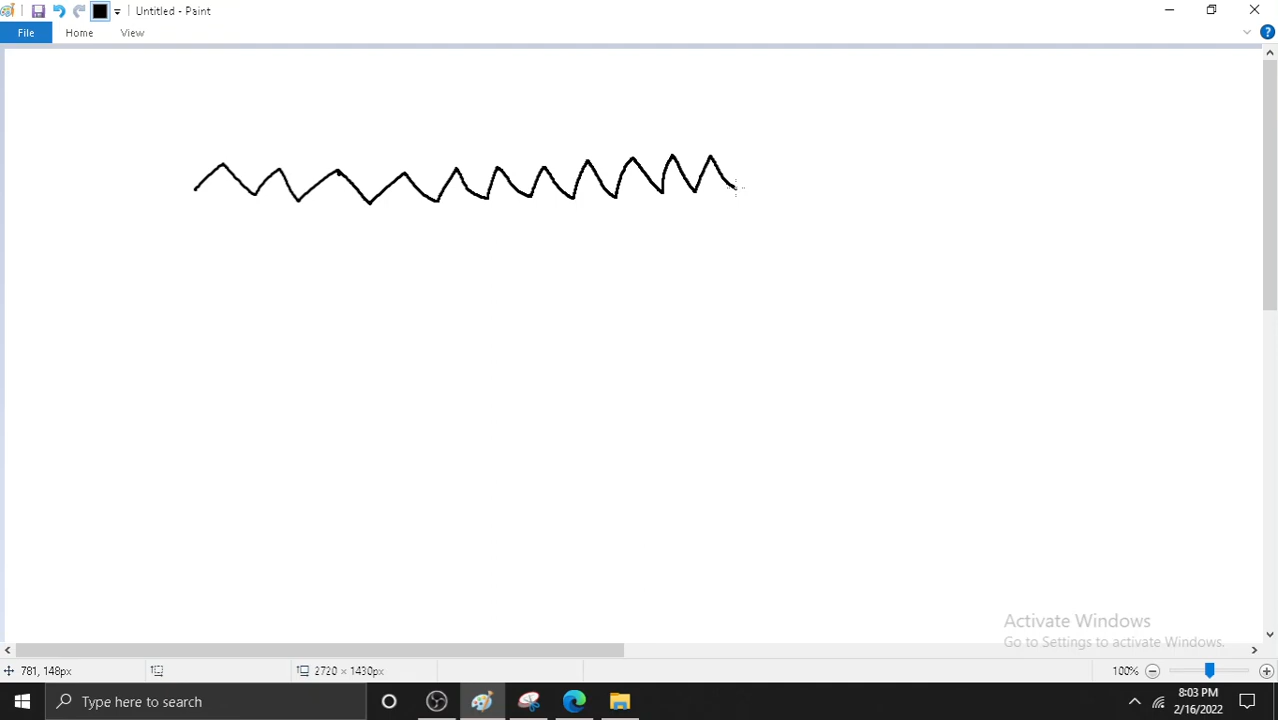 Untitled - Paint
File Home View
Activate Windows
Go to Settings to activate Windows.
781, 148px 2720 × 1430px 100%
Type here to search
8:03 PM
2/16/2022